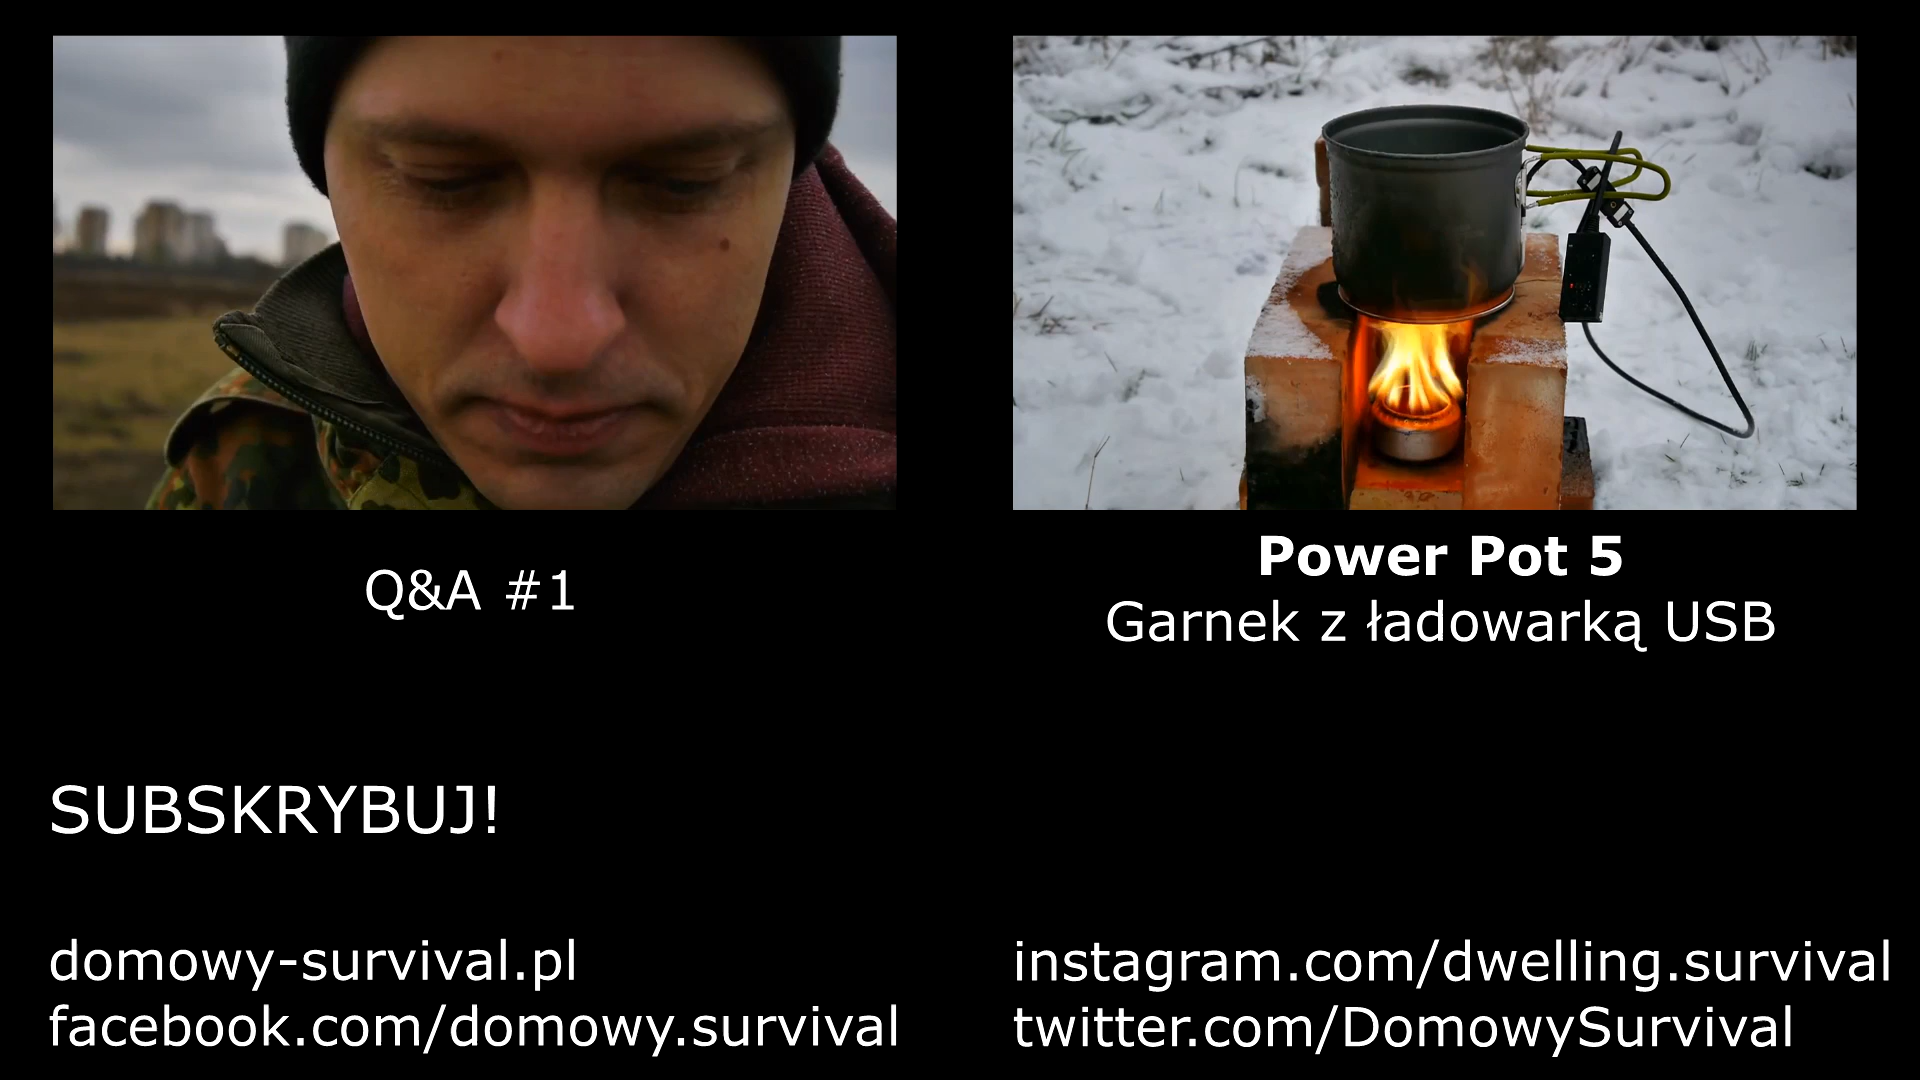 Q&A #1
Power Pot 5
Garnek z ładowarką USB
SUBSKRYBUJ!
domowy-survival.pl
facebook.com/domowy.survival
instagram.com/dwelling.survival
twitter.com/DomowySurvival